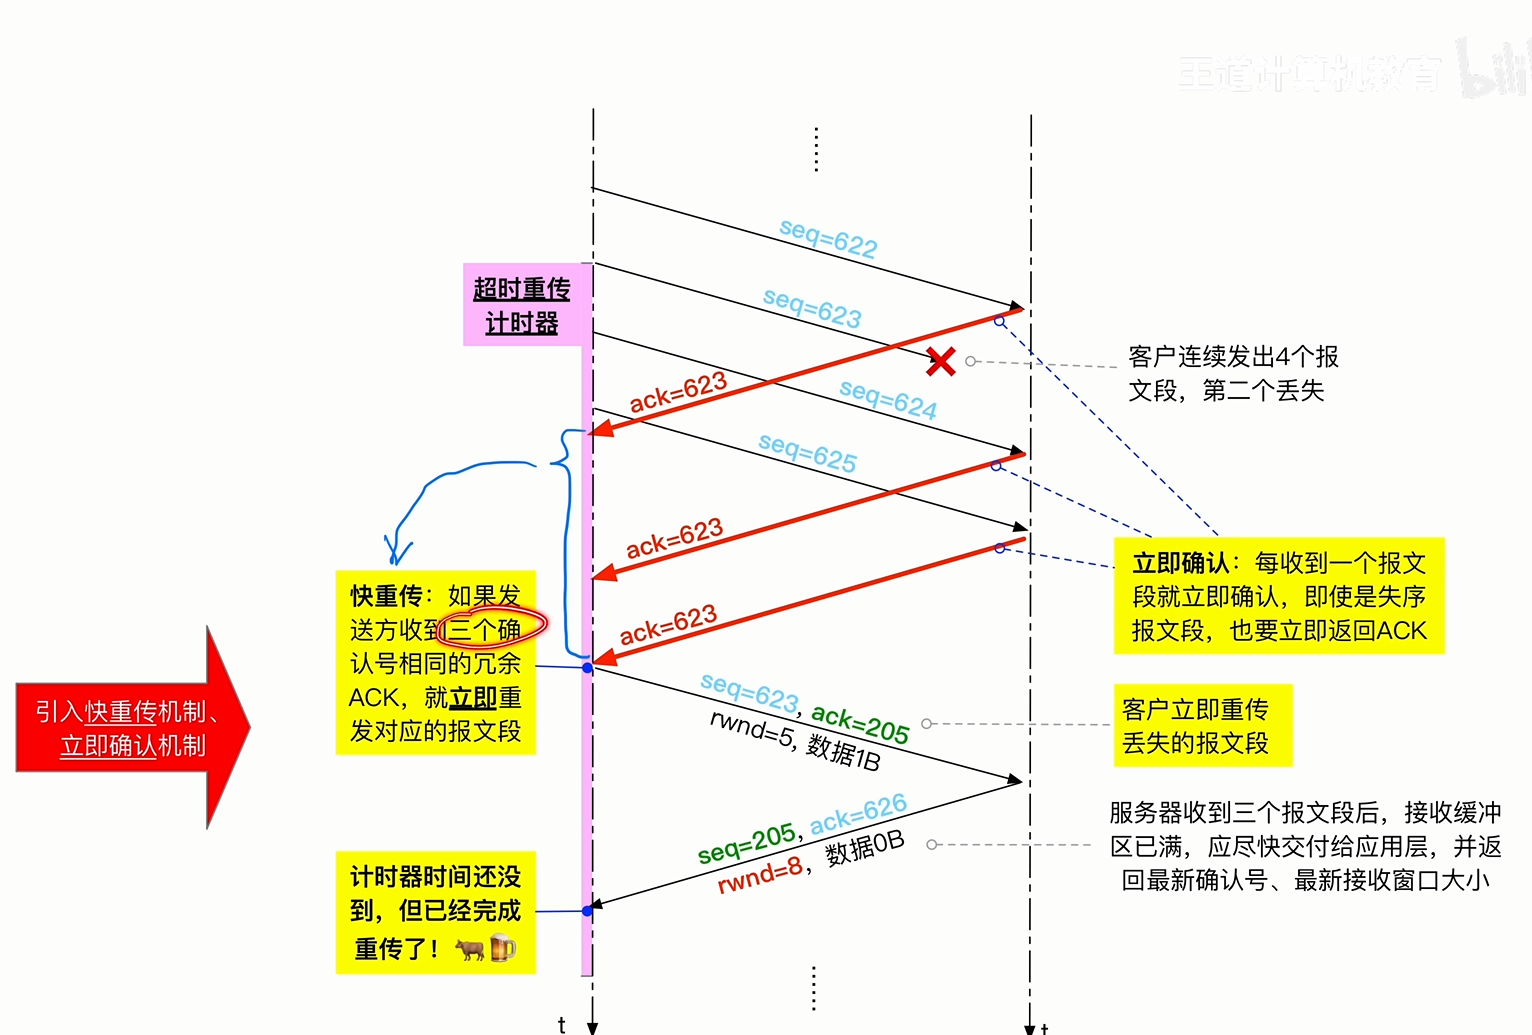 王道计算机教育 bili
seq=622
超时重传
计时器
seq=623
客户连续发出4个报
文段，第二个丢失
ack=623
seq=624
seq=625
ack=623
立即确认：每收到一个报文
段就立即确认，即使是失序
报文段，也要立即返回ACK
快重传：如果发
送方收到三个确
认号相同的冗余
ACK，就立即重
发对应的报文段
ack=623
seq=623, ack=205
rwnd=5, 数据1B
客户立即重传
丢失的报文段
引入快重传机制、
立即确认机制
seq=205, ack=626
rwnd=8，数据0B
服务器收到三个报文段后，接收缓冲
区已满，应尽快交付给应用层，并返
回最新确认号、最新接收窗口大小
计时器时间还没
到，但已经完成
重传了！
t
t